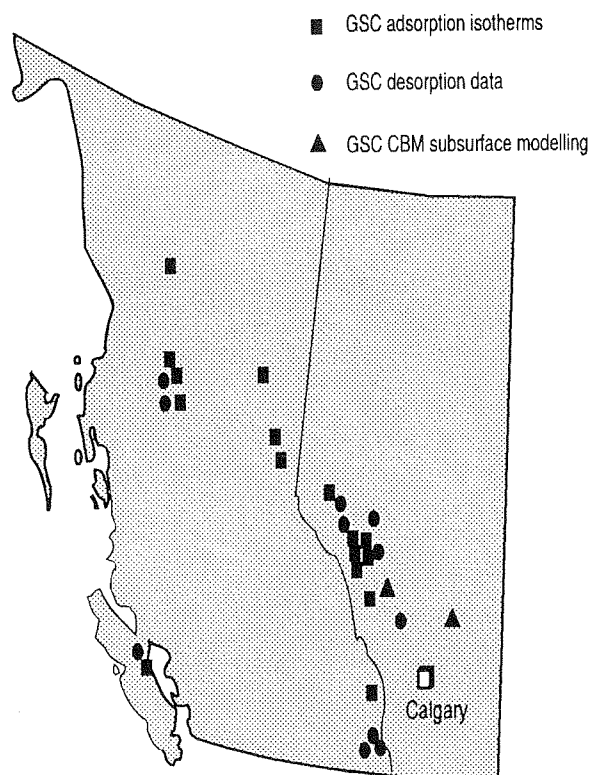 GSC adsorption isotherms
GSC desorption data
GSC CBM subsurface modelling
Calgary